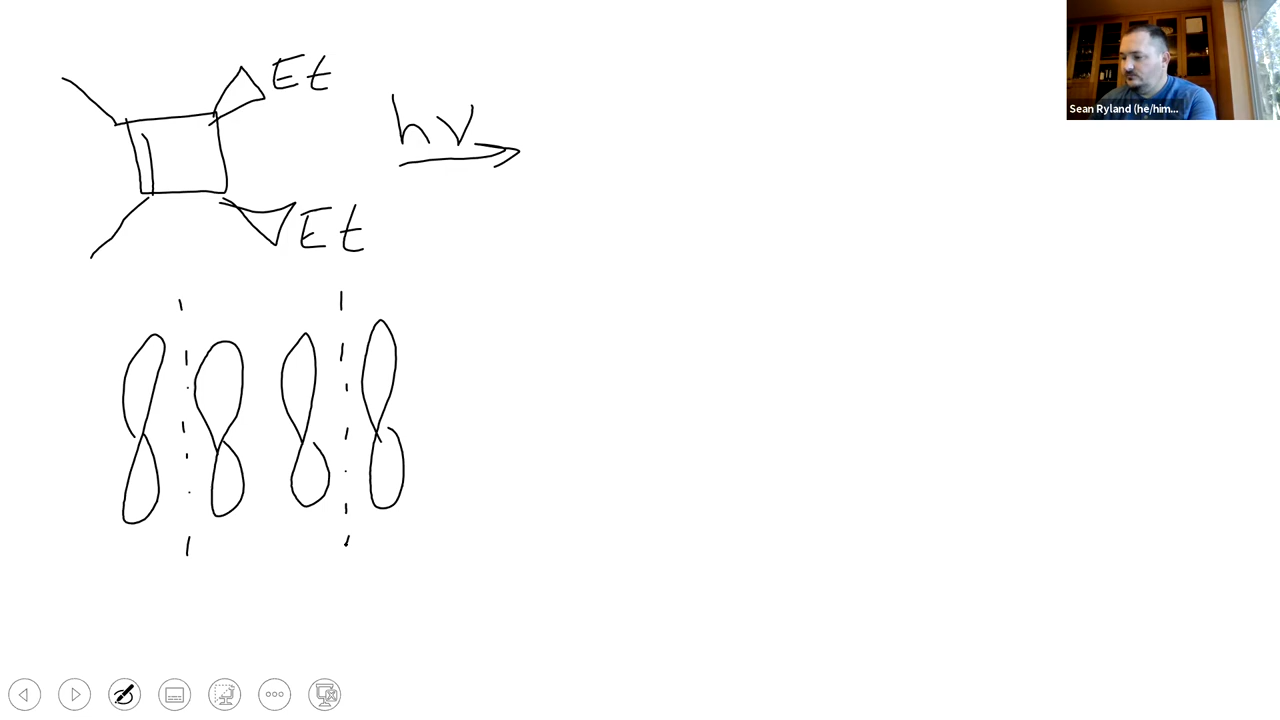 Et
hν
Et
Sean Ryland (he/him...